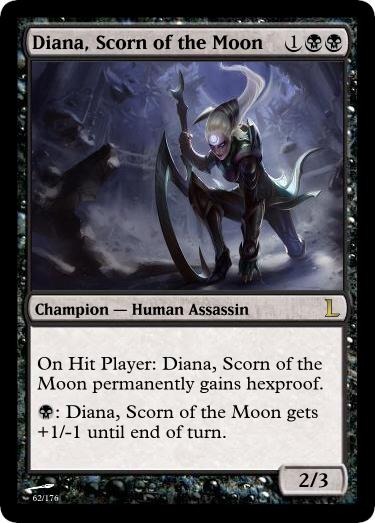 Diana, Scorn of the Moon 1
Champion — Human Assassin L
On Hit Player: Diana, Scorn of the
Moon permanently gains hexproof.
: Diana, Scorn of the Moon gets
+1/-1 until end of turn.
2/3
62/176